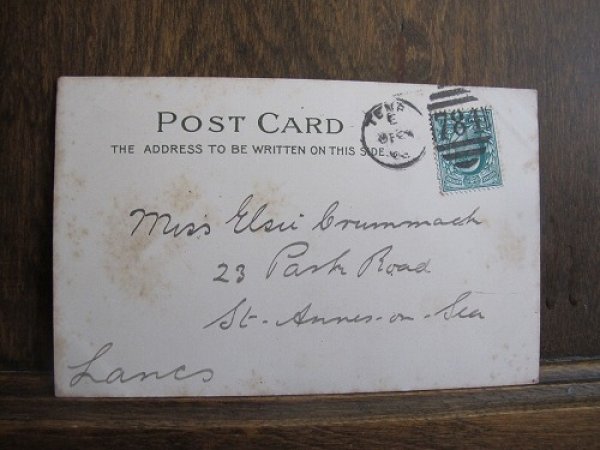 POST CARD
THE ADDRESS TO BE WRITTEN ON THIS SIDE.
E
784
Miss Elsie Crummack
23 Park Road
St-Annes-on-Sea
Lancs